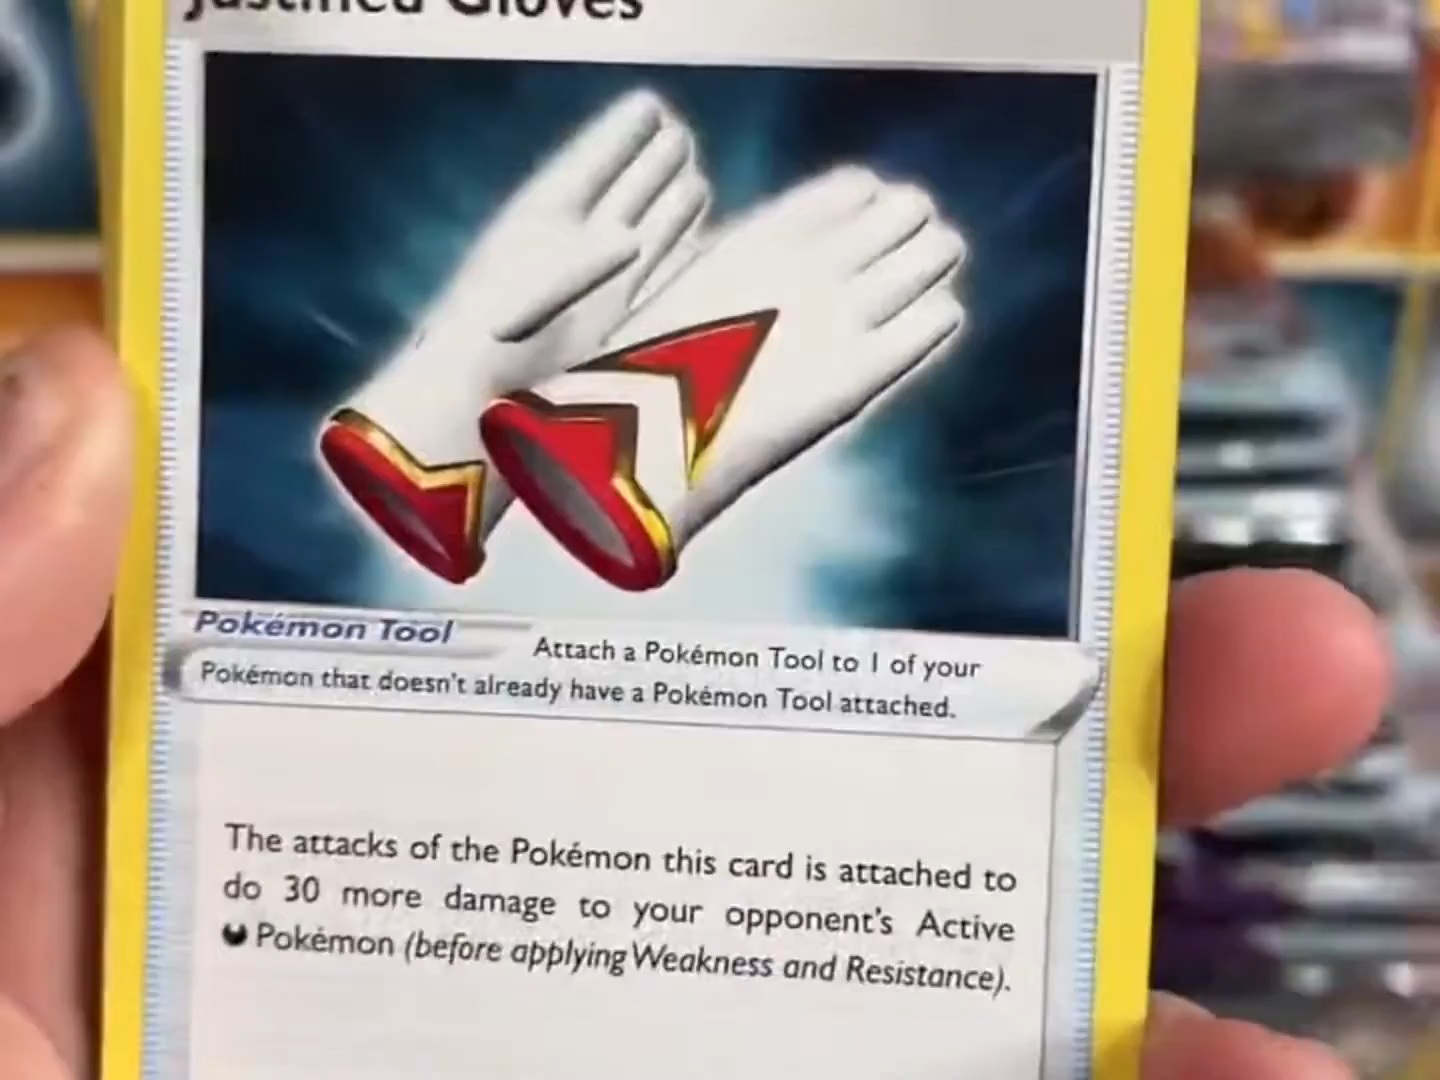 Justified Gloves
Pokémon Tool
Attach a Pokémon Tool to 1 of your
Pokémon that doesn't already have a Pokémon Tool attached.
The attacks of the Pokémon this card is attached to
do 30 more damage to your opponent's Active
Pokémon (before applying Weakness and Resistance).